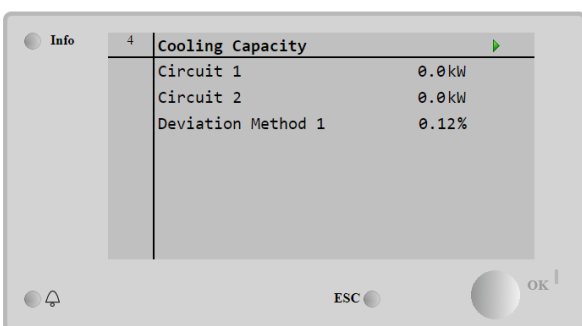 Info
4 Cooling Capacity
Circuit 1 0.0kW
Circuit 2 0.0kW
Deviation Method 1 0.12%
ESC
OK